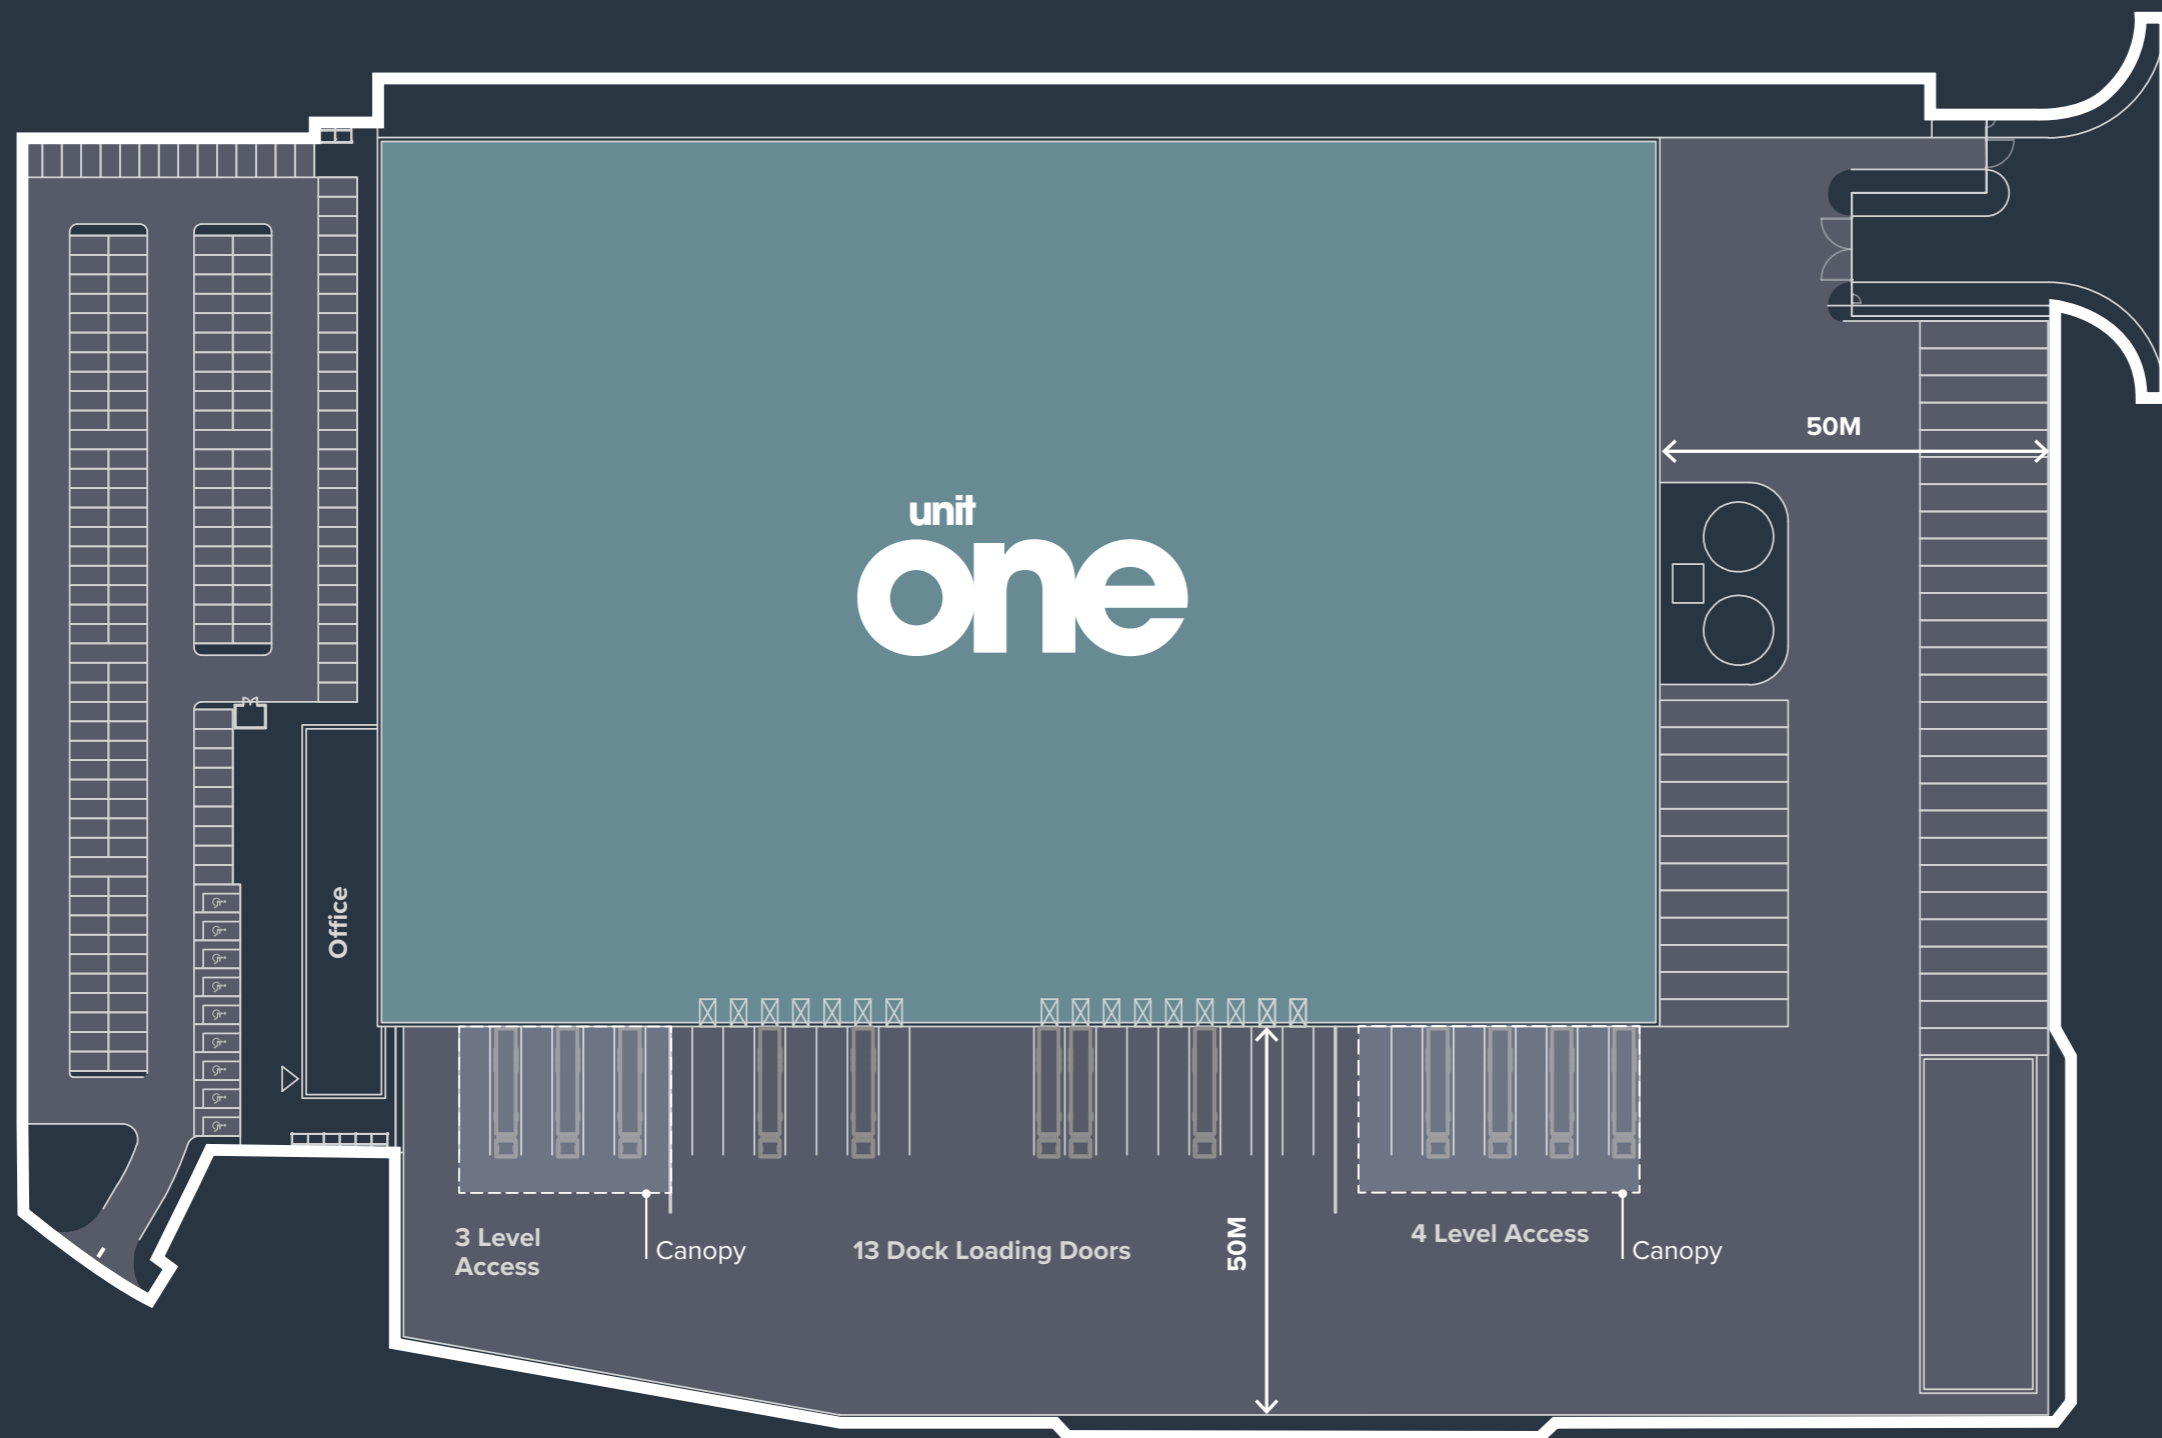 50M
unit
one
Office
3 Level
Access
Canopy
13 Dock Loading Doors
50M
4 Level Access
Canopy